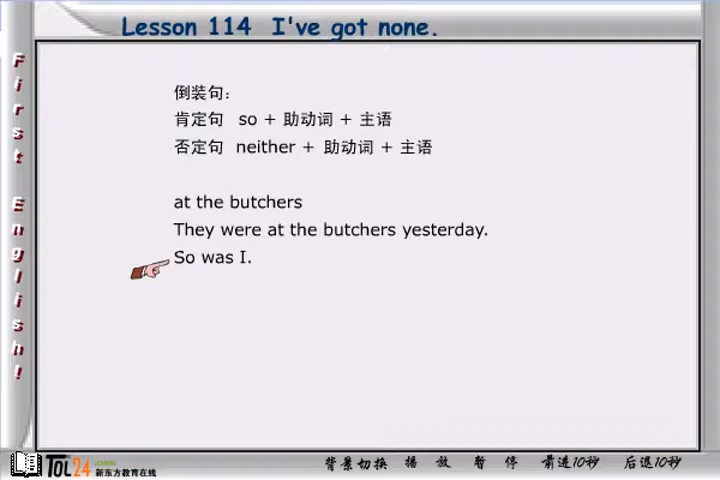 Lesson 114 I've got none.
First English!
倒装句：
肯定句 so + 助动词 + 主语
否定句 neither + 助动词 + 主语
at the butchers
They were at the butchers yesterday.
So was I.
TOL24
新东方教育在线
背景切换 播放 暂停 前进10秒 后退10秒